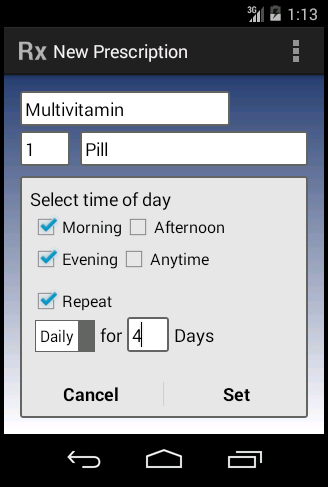 3G 1:13
Rx New Prescription
Multivitamin
1 Pill
Select time of day
Morning Afternoon
Evening Anytime
Repeat
Daily for 4 Days
Cancel Set